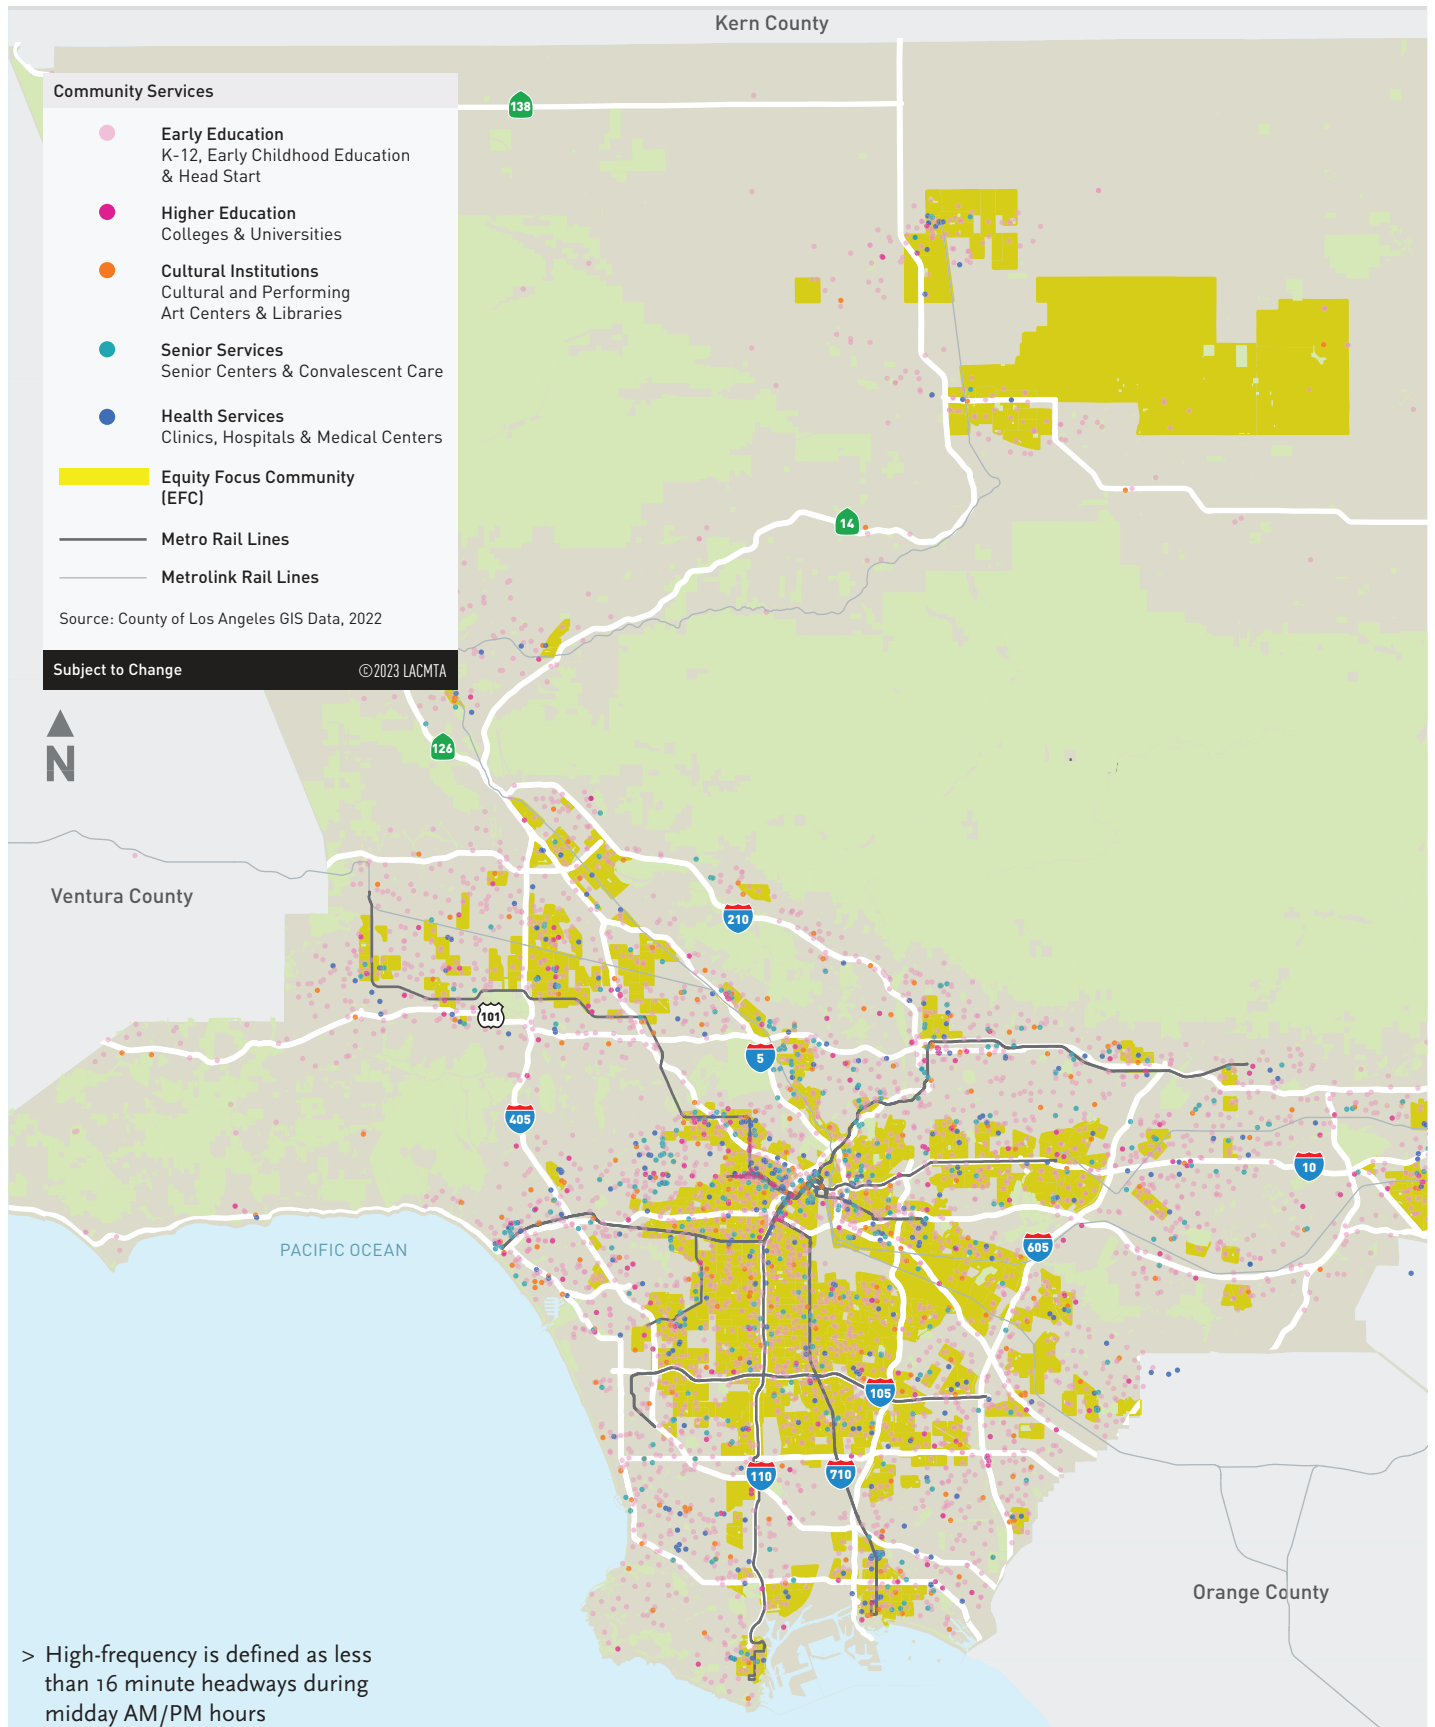 Kern County
Community Services
138
Early Education
K-12, Early Childhood Education
& Head Start
Higher Education
Colleges & Universities
Cultural Institutions
Cultural and Performing
Art Centers & Libraries
Senior Services
Senior Centers & Convalescent Care
Health Services
Clinics, Hospitals & Medical Centers
Equity Focus Community
(EFC)
14
Metro Rail Lines
Metrolink Rail Lines
Source: County of Los Angeles GIS Data, 2022
Subject to Change
©2023 LACMTA
N
126
Ventura County
210
101
5
405
10
PACIFIC OCEAN
605
105
110
710
Orange County
> High-frequency is defined as less
than 16 minute headways during
midday AM/PM hours